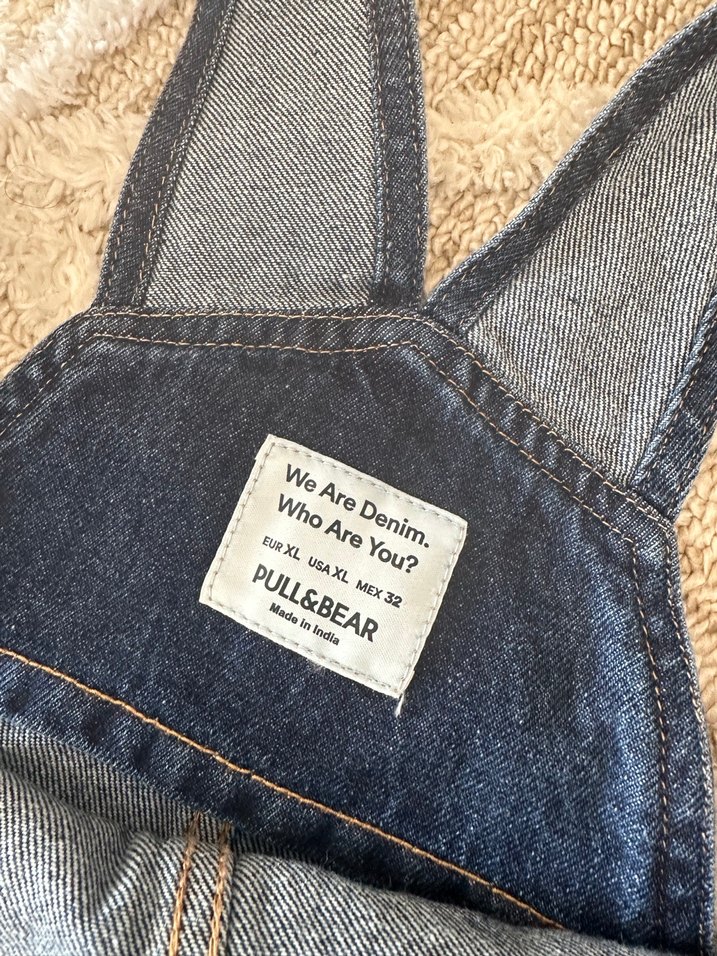 We Are Denim.
Who Are You?
EUR XL USA XL MEX 32
PULL&BEAR
Made in India